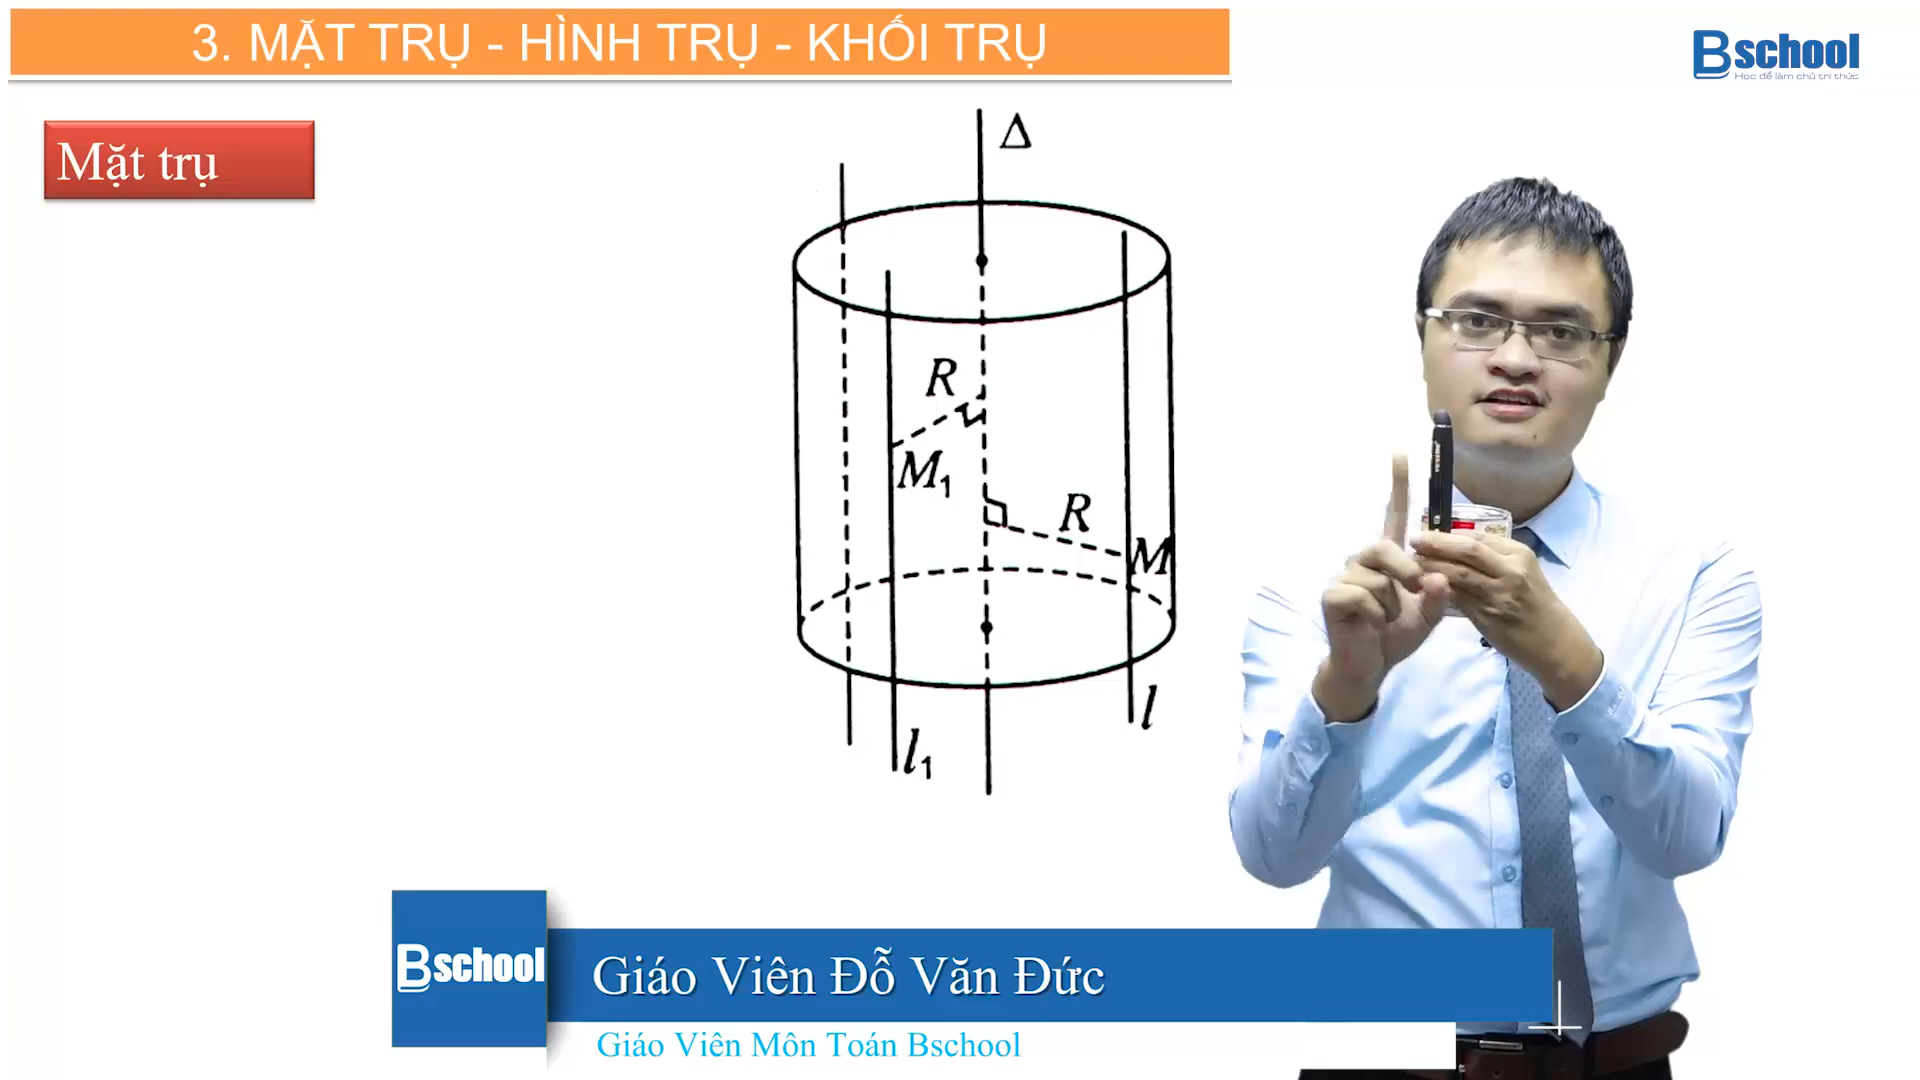 3. MẶT TRỤ - HÌNH TRỤ - KHỐI TRỤ
Bschool
Học để làm chủ tri thức
Mặt trụ
Δ
R
M₁
R
M
l
l₁
Bschool
Giáo Viên Đỗ Văn Đức
Giáo Viên Môn Toán Bschool